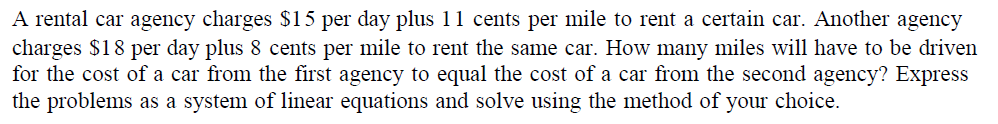 A rental car agency charges $15 per day plus 11 cents per mile to rent a certain car. Another agency
charges $18 per day plus 8 cents per mile to rent the same car. How many miles will have to be driven
for the cost of a car from the first agency to equal the cost of a car from the second agency? Express
the problems as a system of linear equations and solve using the method of your choice.